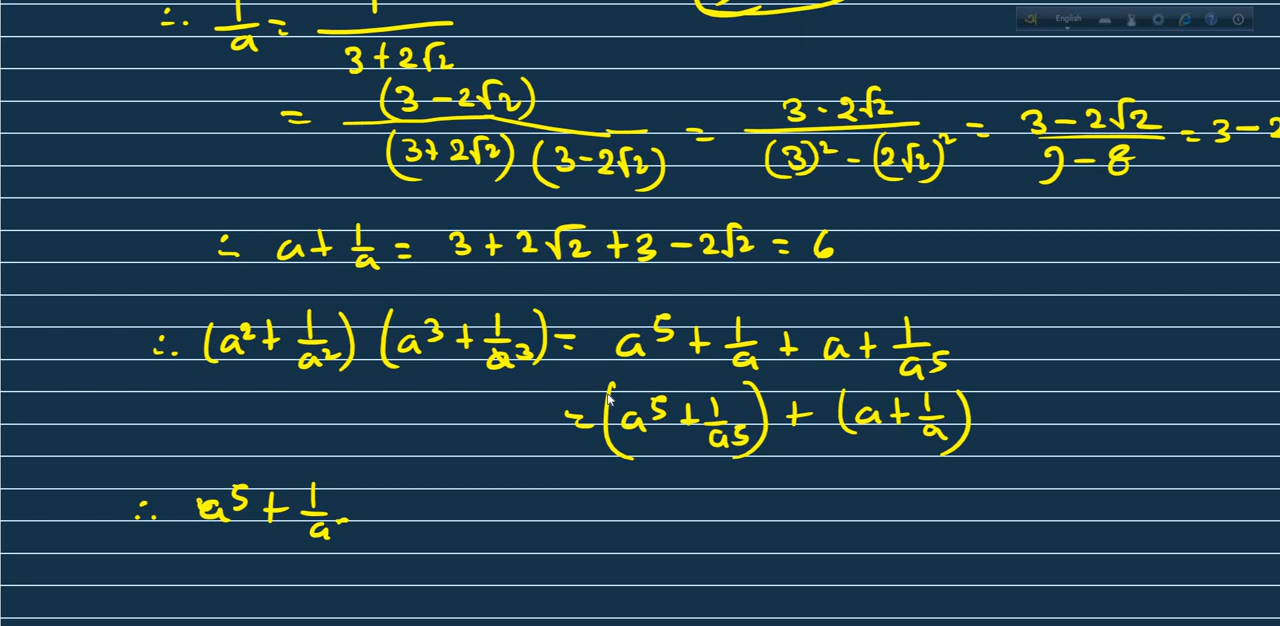 English
∴ 1/a = 1/(3 + 2√2)
= (3 - 2√2)/((3 + 2√2)(3 - 2√2)) = (3 - 2√2)/((3)² - (2√2)²) = (3 - 2√2)/(9 - 8) = 3 - 2
∴ a + 1/a = 3 + 2√2 + 3 - 2√2 = 6
∴ (a² + 1/a²) (a³ + 1/a³) = a⁵ + 1/a + a + 1/a⁵
= (a⁵ + 1/a⁵) + (a + 1/a)
∴ a⁵ + 1/a